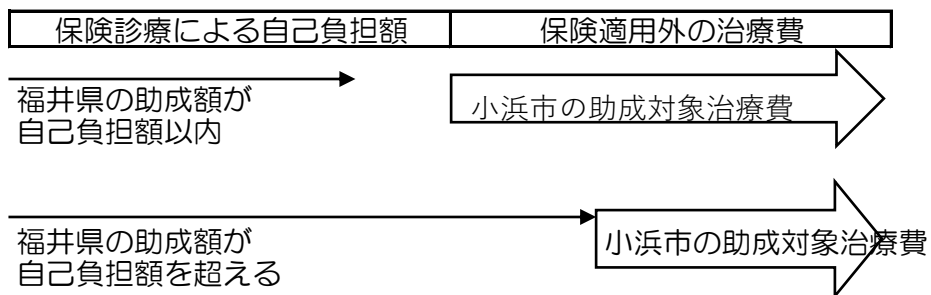 保険診療による自己負担額
保険適用外の治療費
福井県の助成額が
自己負担額以内
小浜市の助成対象治療費
福井県の助成額が
自己負担額を超える
小浜市の助成対象治療費